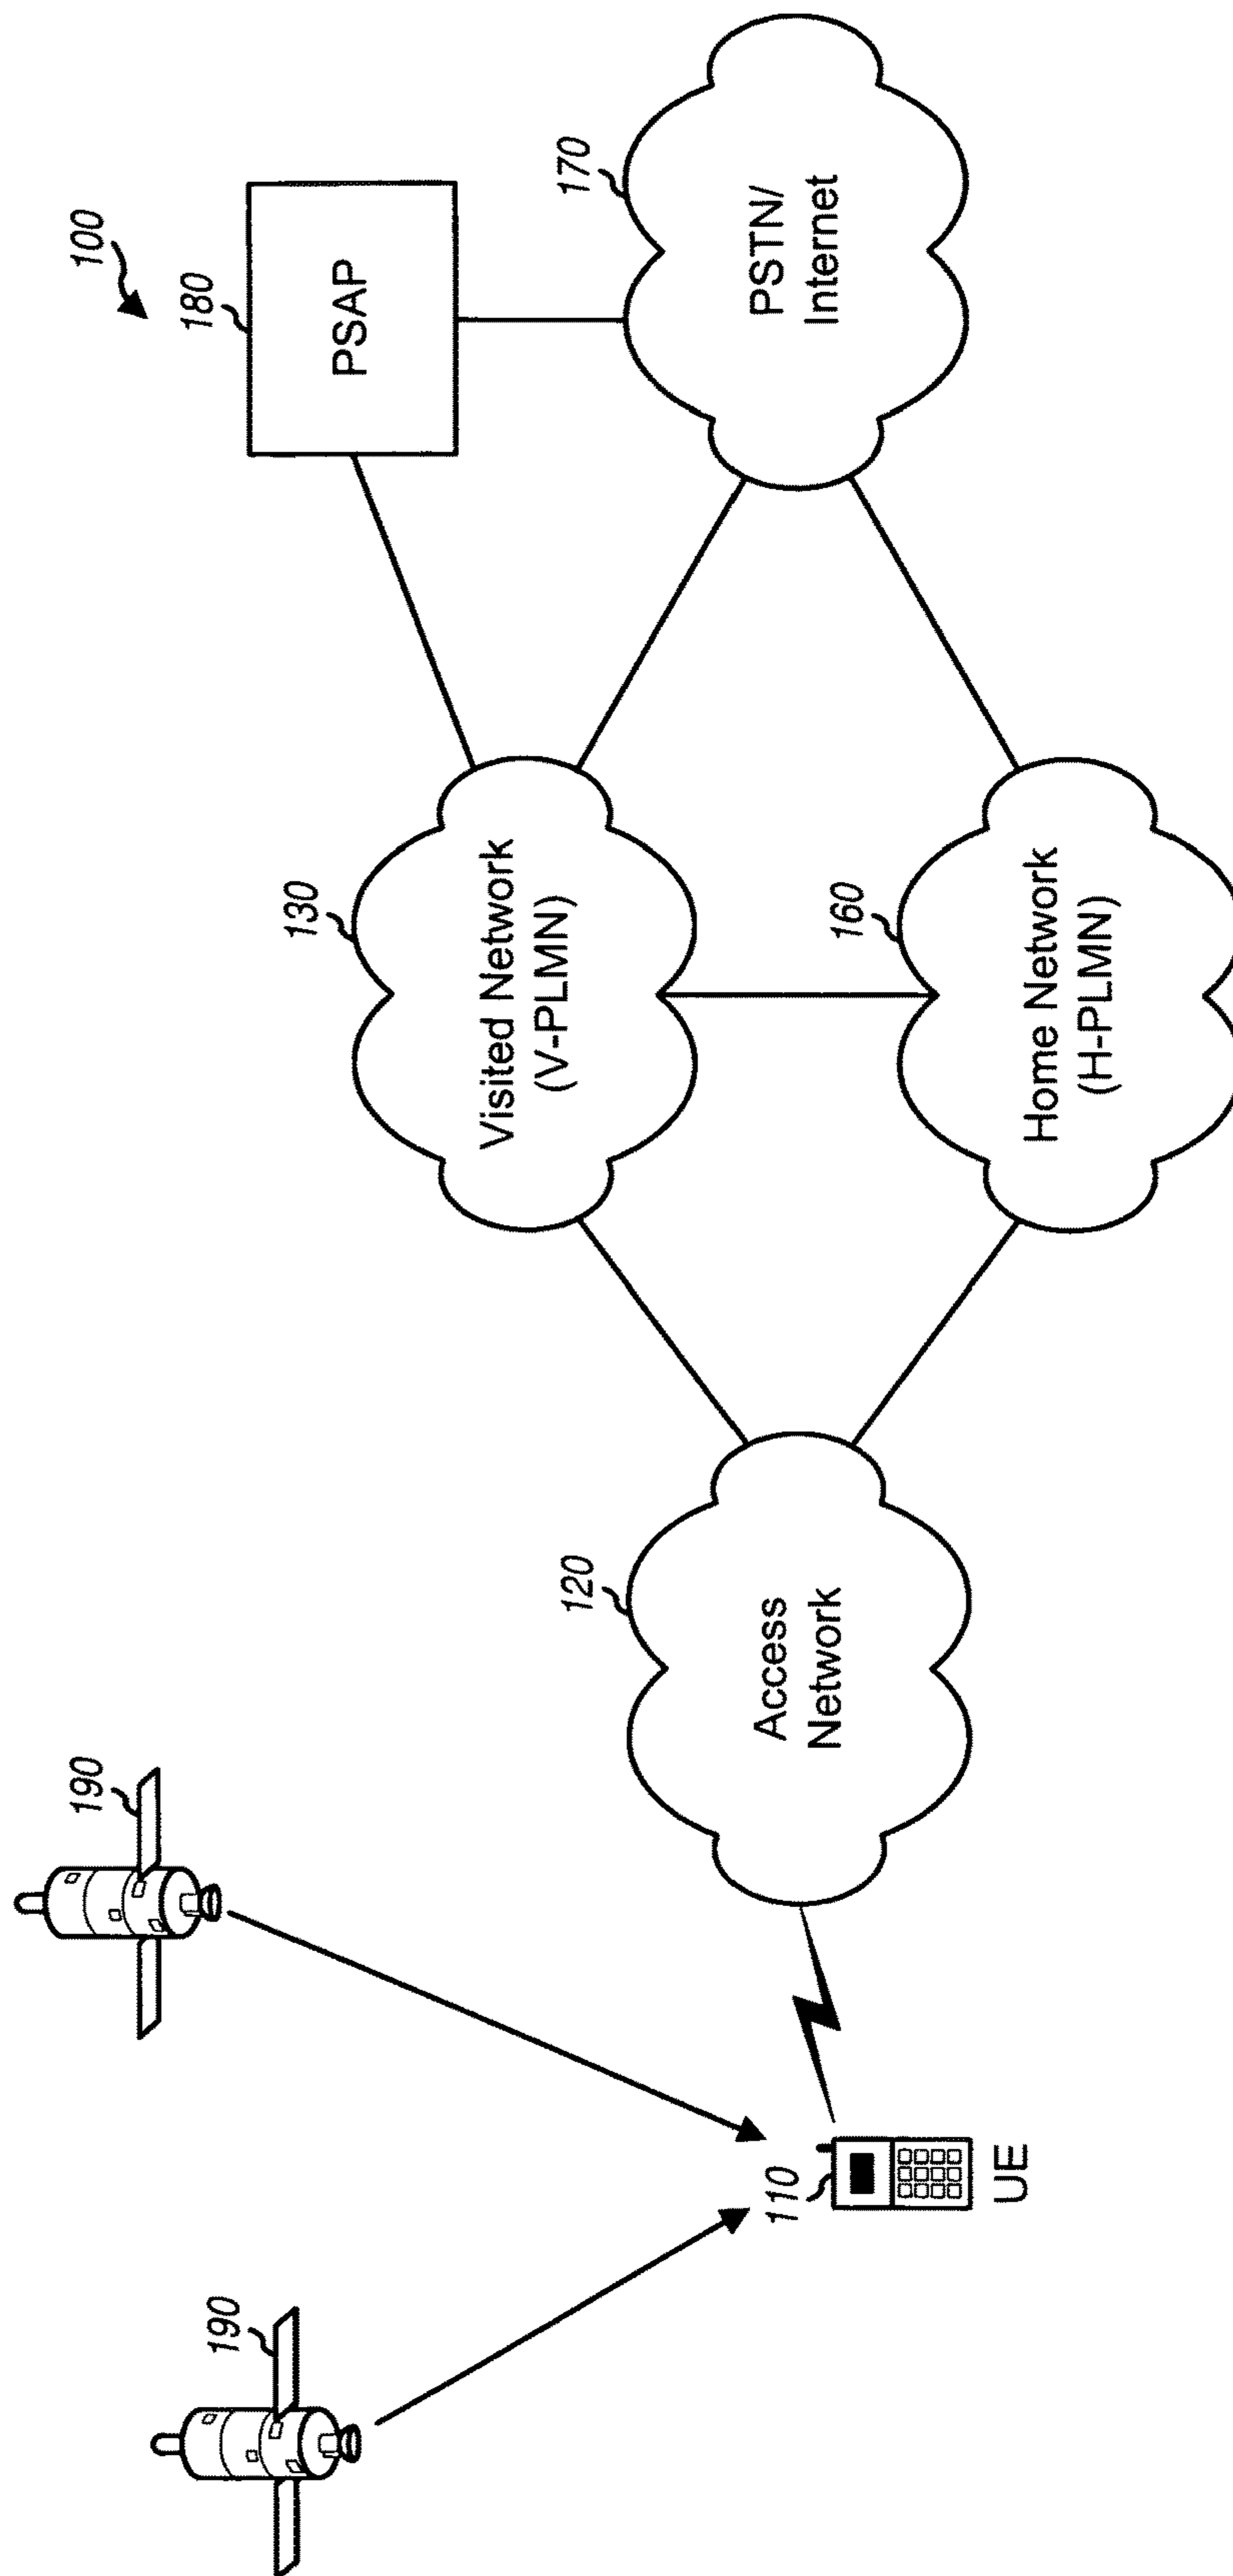 100
190
190
180
PSAP
130
Visited Network
(V-PLMN)
170
PSTN/
Internet
120
Access
Network
110
UE
160
Home Network
(H-PLMN)